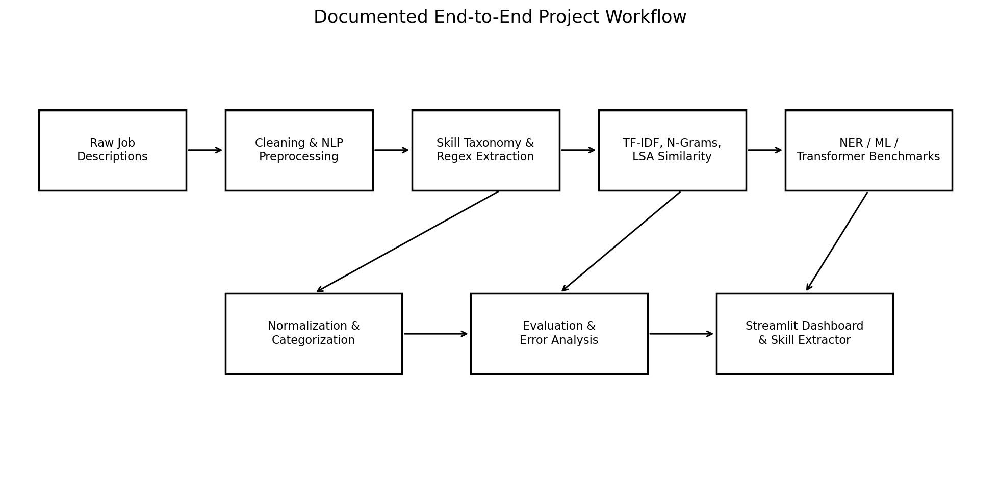 Documented End-to-End Project Workflow
Raw Job
Descriptions
Cleaning & NLP
Preprocessing
Skill Taxonomy &
Regex Extraction
TF-IDF, N-Grams,
LSA Similarity
NER / ML /
Transformer Benchmarks
Normalization &
Categorization
Evaluation &
Error Analysis
Streamlit Dashboard
& Skill Extractor